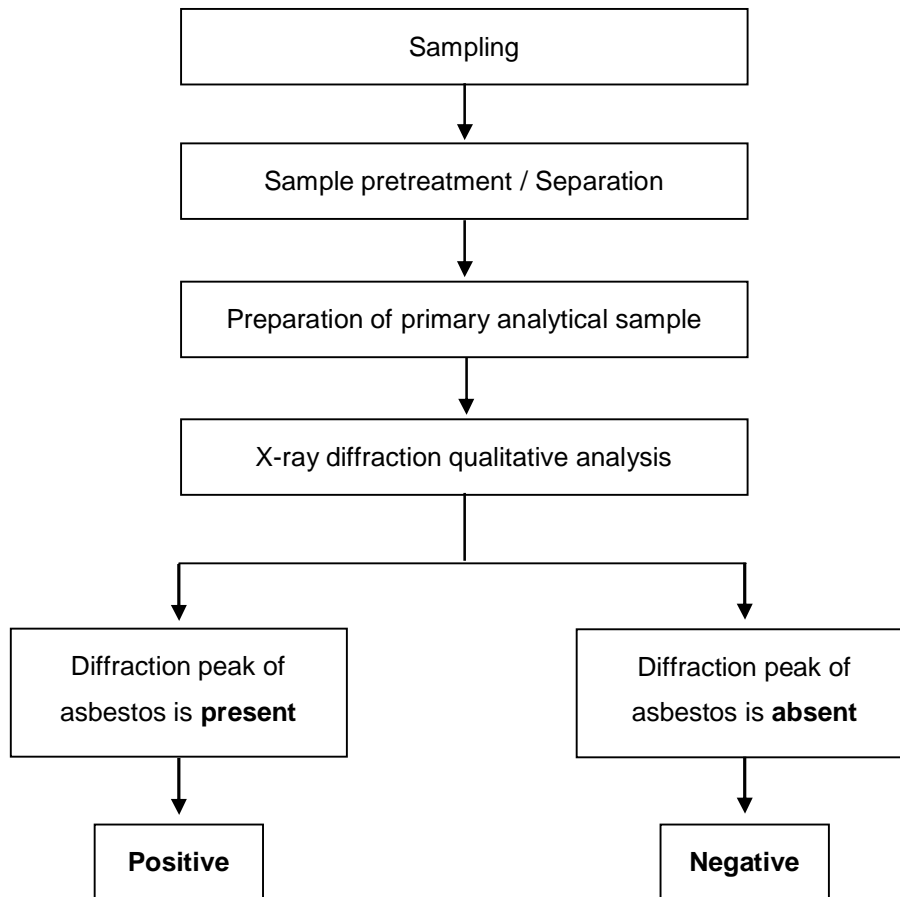 Sampling
Sample pretreatment / Separation
Preparation of primary analytical sample
X-ray diffraction qualitative analysis
Diffraction peak of
asbestos is present
Diffraction peak of
asbestos is absent
Positive
Negative